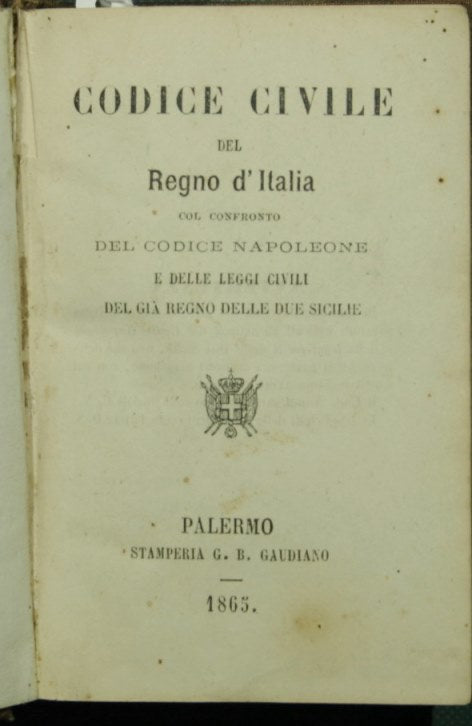 CODICE CIVILE
DEL
Regno d'Italia
COL CONFRONTO
DEL CODICE NAPOLEONE
E DELLE LEGGI CIVILI
DEL GIÀ REGNO DELLE DUE SICILIE
PALERMO
STAMPERIA G. B. GAUDIANO
1865.